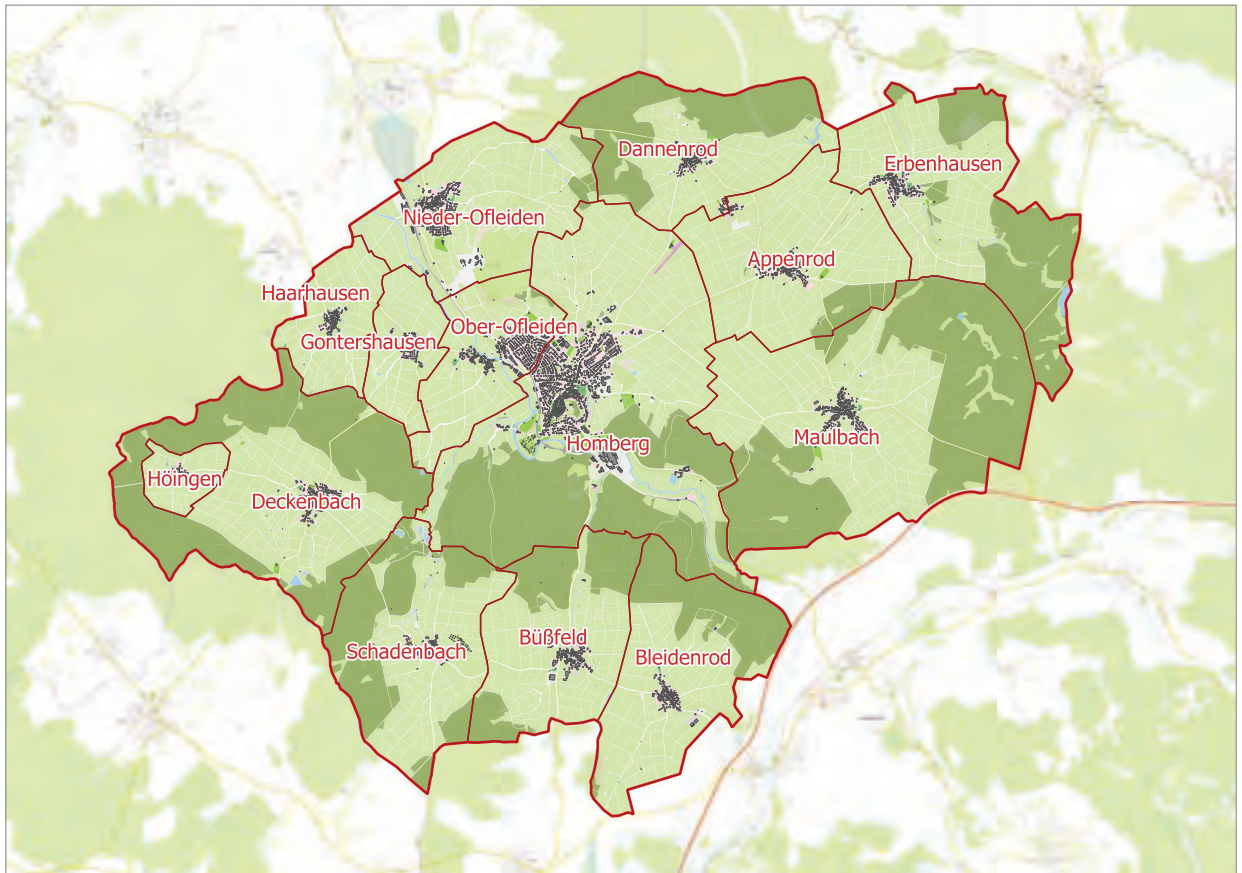 Dannenrod
Erbenhausen
Nieder-Ofleiden
Appenrod
Haarhausen
Ober-Ofleiden
Gontershausen
Maulbach
Homberg
Höingen
Deckenbach
Büßfeld
Schadenbach
Bleidenrod